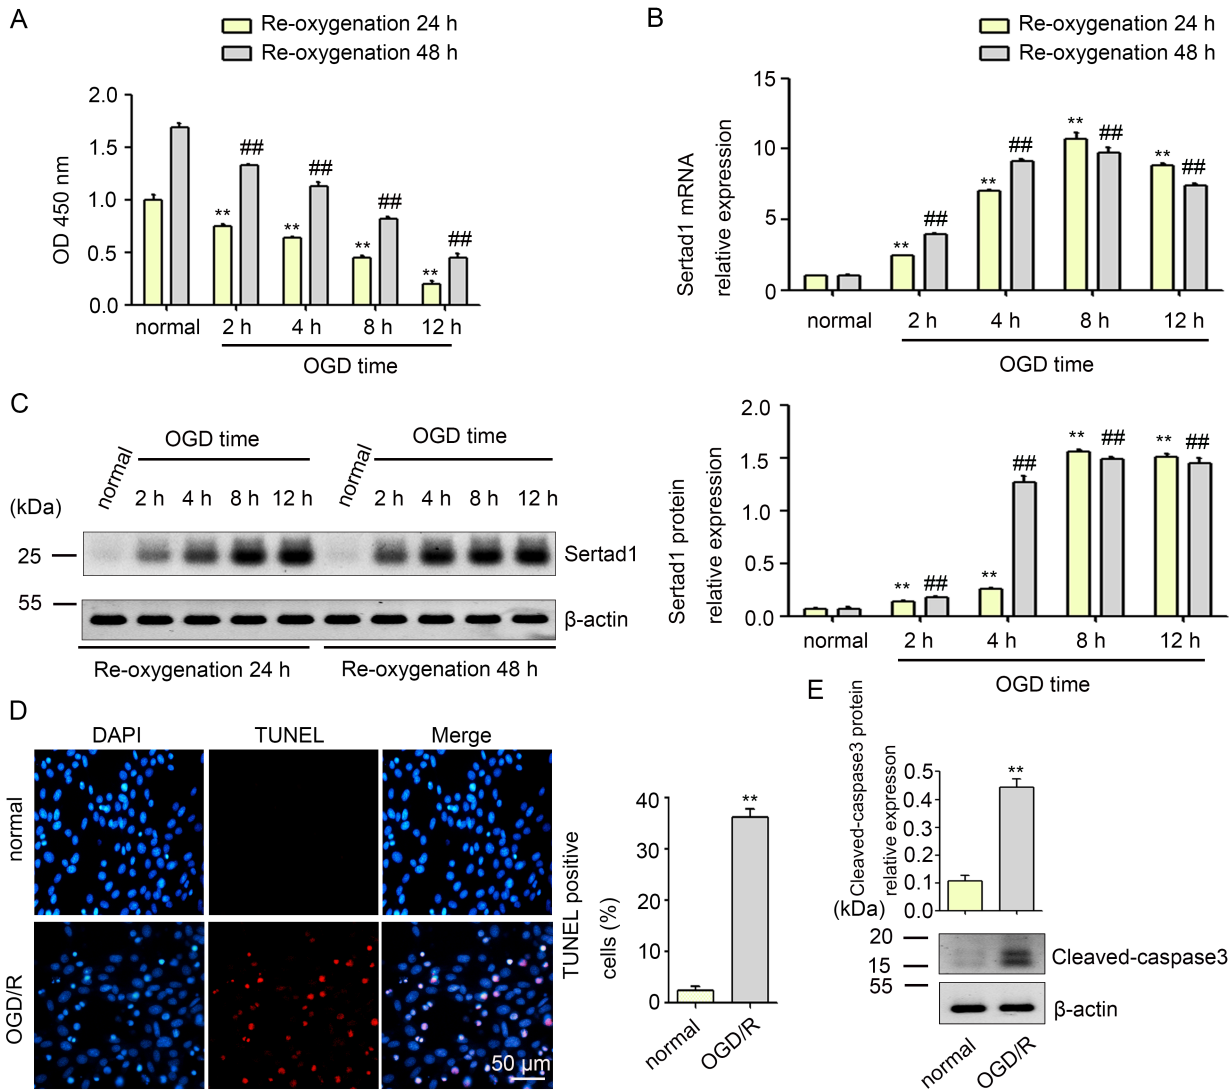 A
Re-oxygenation 24 h
Re-oxygenation 48 h
2.0
1.5
1.0
0.5
0.0
OD 450 nm
##
##
##
##
**
**
**
**
normal 2 h 4 h 8 h 12 h
OGD time
B
Re-oxygenation 24 h
Re-oxygenation 48 h
15
10
5
0
Sertad1 mRNA
relative expression
** ## ** ## ** ## ** ##
normal 2 h 4 h 8 h 12 h
OGD time
C
OGD time OGD time
normal 2 h 4 h 8 h 12 h normal 2 h 4 h 8 h 12 h
(kDa)
25 Sertad1
55
β-actin
Re-oxygenation 24 h Re-oxygenation 48 h
2.0
1.5
1.0
0.5
0.0
Sertad1 protein
relative expression
** ## ** ## ** ## ** ##
normal 2 h 4 h 8 h 12 h
OGD time
D
DAPI TUNEL Merge
normal
OGD/R
50 μm
TUNEL positive
cells (%)
40
30
20
10
0
**
normal OGD/R
E
Cleaved-caspase3 protein
relative expresson
0.5
0.4
0.3
0.2
0.1
0.0
**
(kDa)
20
15
Cleaved-caspase3
55
β-actin
normal OGD/R